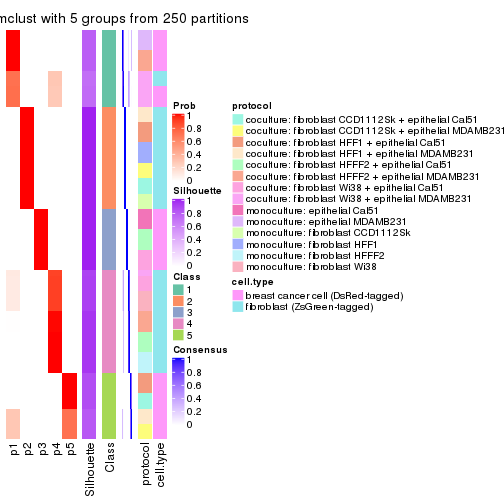 mclust with 5 groups from 250 partitions
Prob
1
0.8
0.6
0.4
0.2
0
Silhouette
1
0.8
0.6
0.4
0.2
0
Class
1
2
3
4
5
Consensus
1
0.8
0.6
0.4
0.2
0
protocol
coculture: fibroblast CCD1112Sk + epithelial Cal51
coculture: fibroblast CCD1112Sk + epithelial MDAMB231
coculture: fibroblast HFF1 + epithelial Cal51
coculture: fibroblast HFF1 + epithelial MDAMB231
coculture: fibroblast HFFF2 + epithelial Cal51
coculture: fibroblast HFFF2 + epithelial MDAMB231
coculture: fibroblast Wi38 + epithelial Cal51
coculture: fibroblast Wi38 + epithelial MDAMB231
monoculture: epithelial Cal51
monoculture: epithelial MDAMB231
monoculture: fibroblast CCD1112Sk
monoculture: fibroblast HFF1
monoculture: fibroblast HFFF2
monoculture: fibroblast Wi38
cell.type
breast cancer cell (DsRed-tagged)
fibroblast (ZsGreen-tagged)
p1
p2
p3
p4
p5
Silhouette
Class
protocol
cell.type